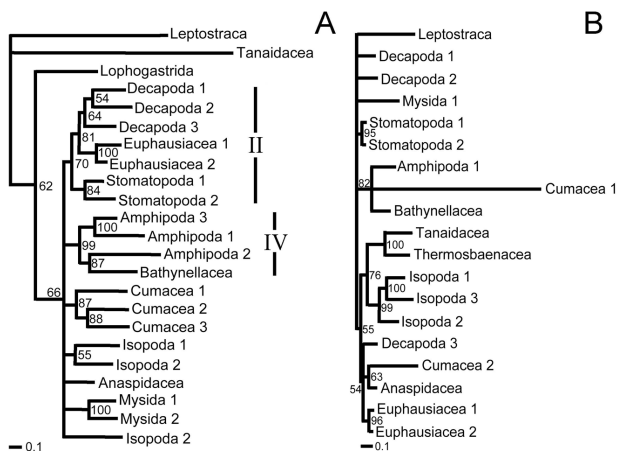 A
Leptostraca
Tanaidacea
Lophogastrida
Decapoda 1
54
Decapoda 2
64
Decapoda 3
81
Euphausiacea 1
II
100
70
Euphausiacea 2
Stomatopoda 1
62
84
Stomatopoda 2
Amphipoda 3
100
Amphipoda 1
IV
99
Amphipoda 2
87
Bathynellacea
66
Cumacea 1
87
Cumacea 2
88
Cumacea 3
Isopoda 1
55
Isopoda 2
Anaspidacea
Mysida 1
100
Mysida 2
Isopoda 2
0.1
B
Leptostraca
Decapoda 1
Decapoda 2
Mysida 1
Stomatopoda 1
95
Stomatopoda 2
Amphipoda 1
82
Cumacea 1
Bathynellacea
Tanaidacea
100
Thermosbaenacea
76
Isopoda 1
100
Isopoda 3
99
Isopoda 2
55
Decapoda 3
Cumacea 2
63
54
Anaspidacea
Euphausiacea 1
96
Euphausiacea 2
0.1